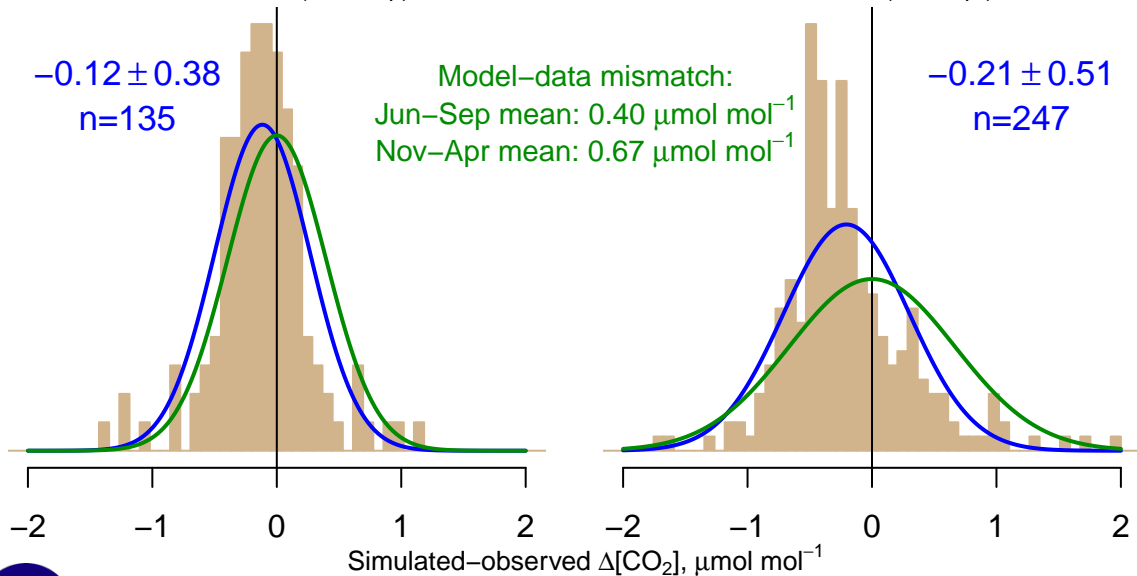 −0.12 ± 0.38
n=135
Model−data mismatch:
Jun−Sep mean: 0.40 μmol mol⁻¹
Nov−Apr mean: 0.67 μmol mol⁻¹
−0.21 ± 0.51
n=247
−2 −1 0 1 2
−2 −1 0 1 2
Simulated−observed Δ[CO₂], μmol mol⁻¹